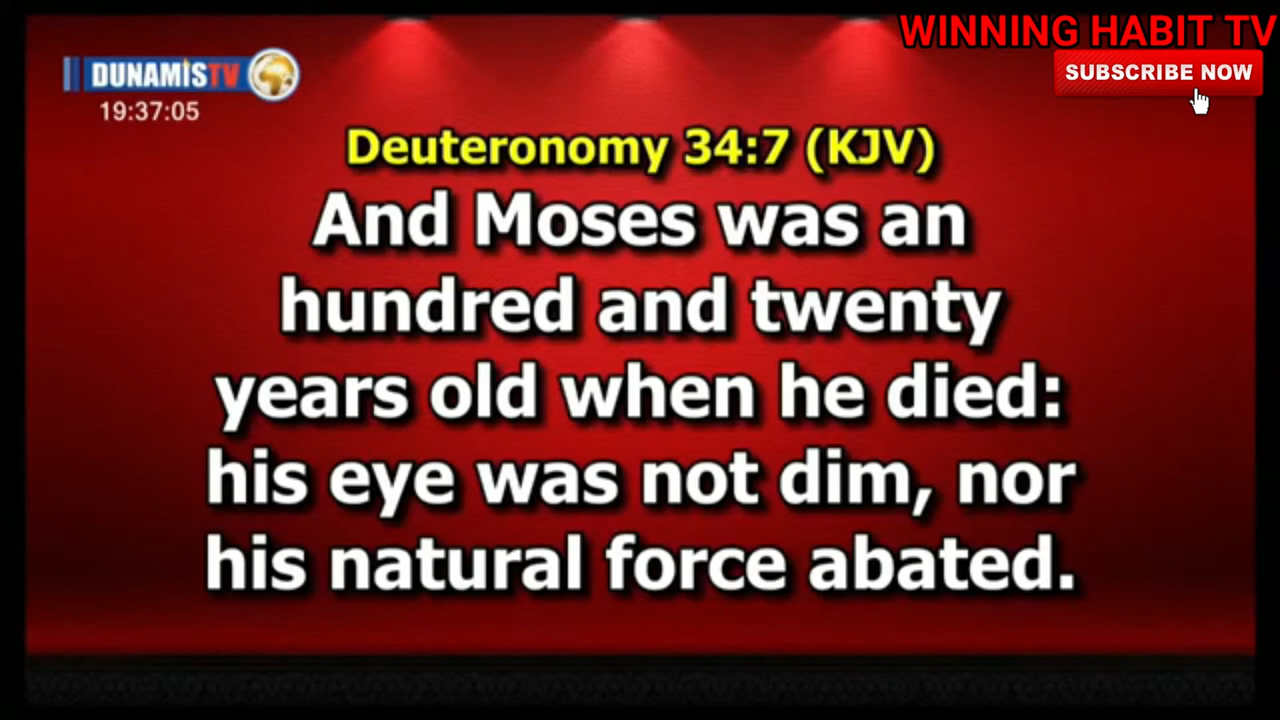 WINNING HABIT TV
SUBSCRIBE NOW
DUNAMISTV
19:37:05
Deuteronomy 34:7 (KJV)
And Moses was an
hundred and twenty
years old when he died:
his eye was not dim, nor
his natural force abated.